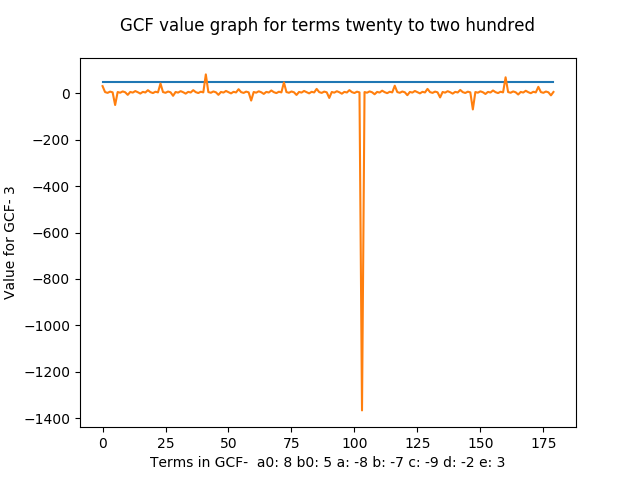 GCF value graph for terms twenty to two hundred
0
−200
−400
−600
−800
−1000
−1200
−1400
Value for GCF- 3
0 25 50 75 100 125 150 175
Terms in GCF-  a0: 8 b0: 5 a: -8 b: -7 c: -9 d: -2 e: 3